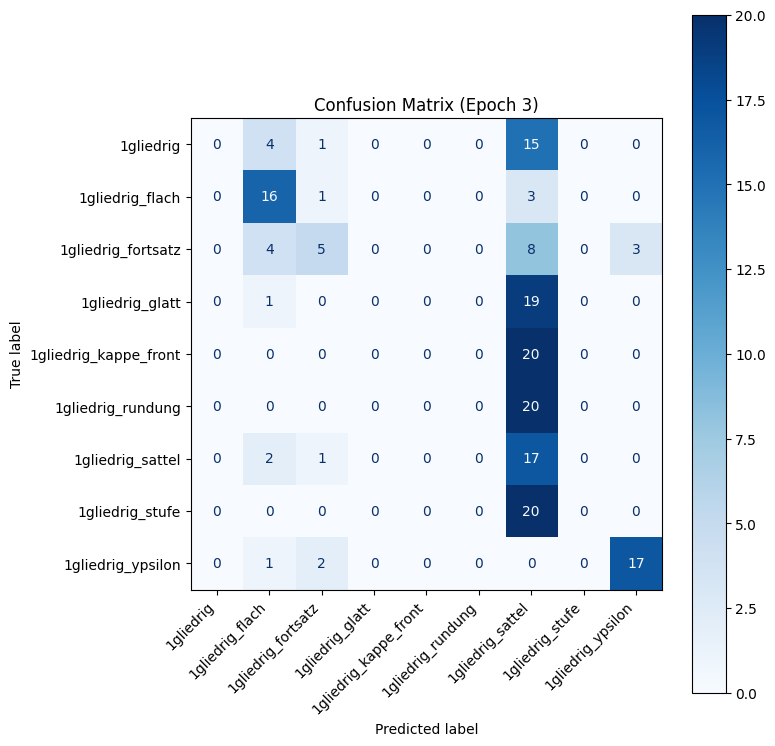 Confusion Matrix (Epoch 3)
True label
1gliedrig 0 4 1 0 0 0 15 0 0
1gliedrig_flach 0 16 1 0 0 0 3 0 0
1gliedrig_fortsatz 0 4 5 0 0 0 8 0 3
1gliedrig_glatt 0 1 0 0 0 0 19 0 0
1gliedrig_kappe_front 0 0 0 0 0 0 20 0 0
1gliedrig_rundung 0 0 0 0 0 0 20 0 0
1gliedrig_sattel 0 2 1 0 0 0 17 0 0
1gliedrig_stufe 0 0 0 0 0 0 20 0 0
1gliedrig_ypsilon 0 1 2 0 0 0 0 0 17
1gliedrig
1gliedrig_flach
1gliedrig_fortsatz
1gliedrig_glatt
1gliedrig_kappe_front
1gliedrig_rundung
1gliedrig_sattel
1gliedrig_stufe
1gliedrig_ypsilon
Predicted label
20.0
17.5
15.0
12.5
10.0
7.5
5.0
2.5
0.0